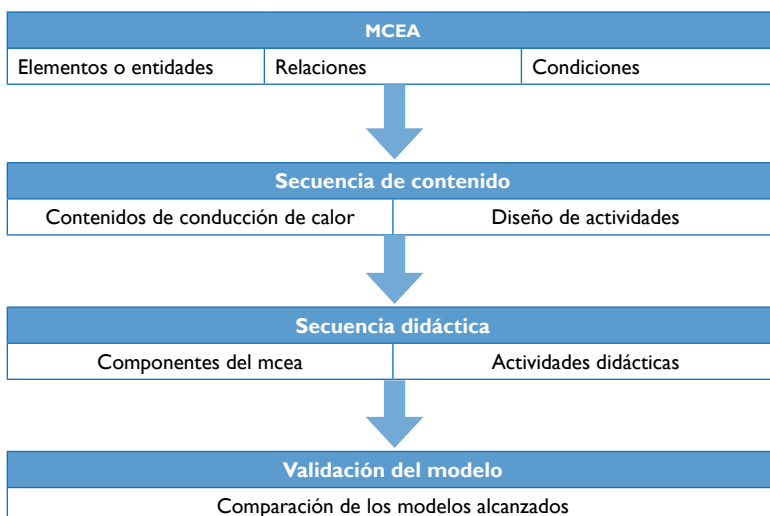 MCEA
Elementos o entidades Relaciones Condiciones
Secuencia de contenido
Contenidos de conducción de calor Diseño de actividades
Secuencia didáctica
Componentes del mcea Actividades didácticas
Validación del modelo
Comparación de los modelos alcanzados